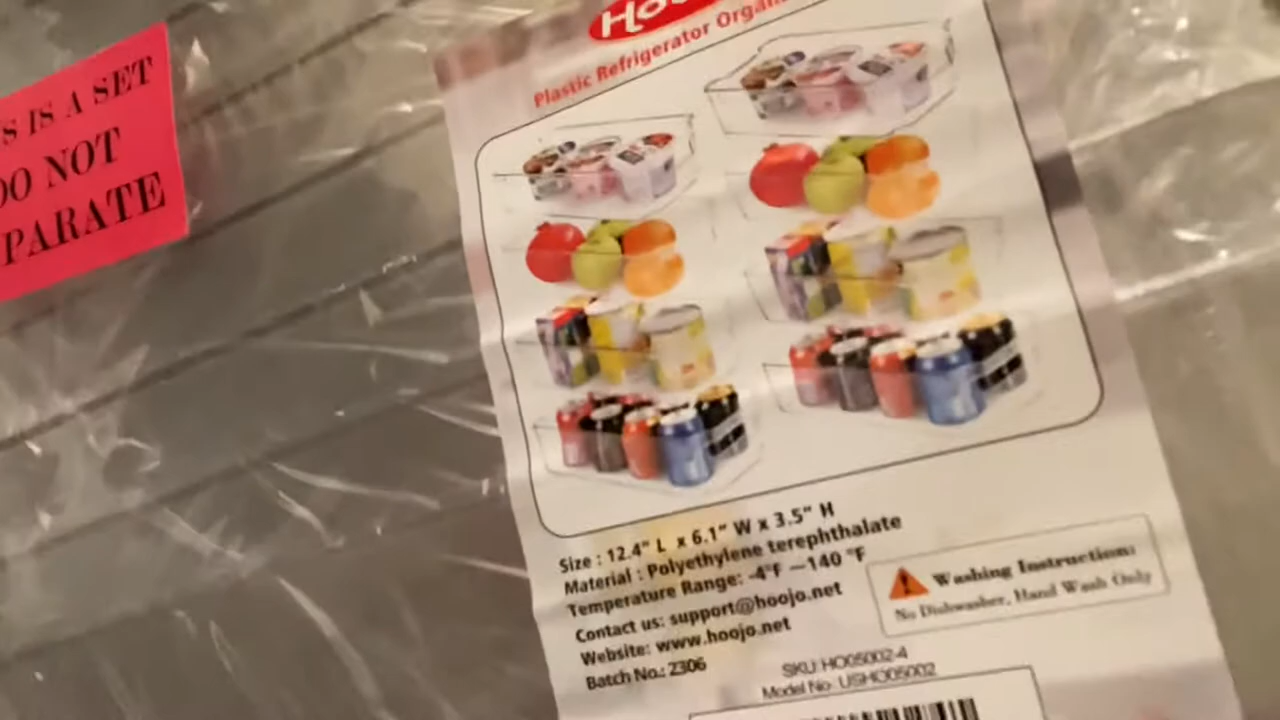 S IS A SET
DO NOT
PARATE
Hoo
Plastic Refrigerator Organ
Size : 12.4" L x 6.1" W x 3.5" H
Material : Polyethylene terephthalate
Temperature Range: -4°F —140 °F
Contact us: support@hoojo.net
Website: www.hoojo.net
Batch No.: 2306
Washing Instruction:
No Dishwasher, Hand Wash Only
SKU: HO05002-4
Model No: USHO05002